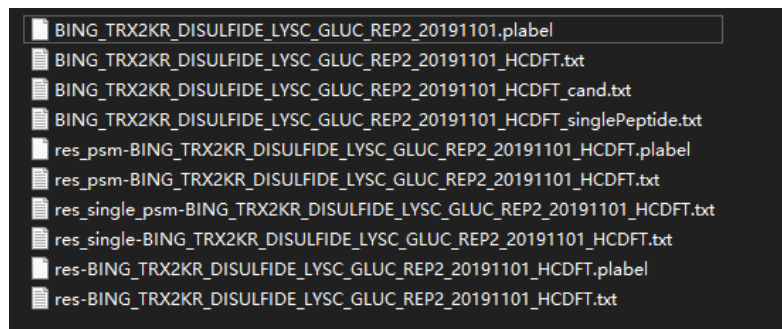 BING_TRX2KR_DISULFIDE_LYSC_GLUC_REP2_20191101.plabel
BING_TRX2KR_DISULFIDE_LYSC_GLUC_REP2_20191101_HCDFT.txt
BING_TRX2KR_DISULFIDE_LYSC_GLUC_REP2_20191101_HCDFT_cand.txt
BING_TRX2KR_DISULFIDE_LYSC_GLUC_REP2_20191101_HCDFT_singlePeptide.txt
res_psm-BING_TRX2KR_DISULFIDE_LYSC_GLUC_REP2_20191101_HCDFT.plabel
res_psm-BING_TRX2KR_DISULFIDE_LYSC_GLUC_REP2_20191101_HCDFT.txt
res_single_psm-BING_TRX2KR_DISULFIDE_LYSC_GLUC_REP2_20191101_HCDFT.txt
res_single-BING_TRX2KR_DISULFIDE_LYSC_GLUC_REP2_20191101_HCDFT.txt
res-BING_TRX2KR_DISULFIDE_LYSC_GLUC_REP2_20191101_HCDFT.plabel
res-BING_TRX2KR_DISULFIDE_LYSC_GLUC_REP2_20191101_HCDFT.txt